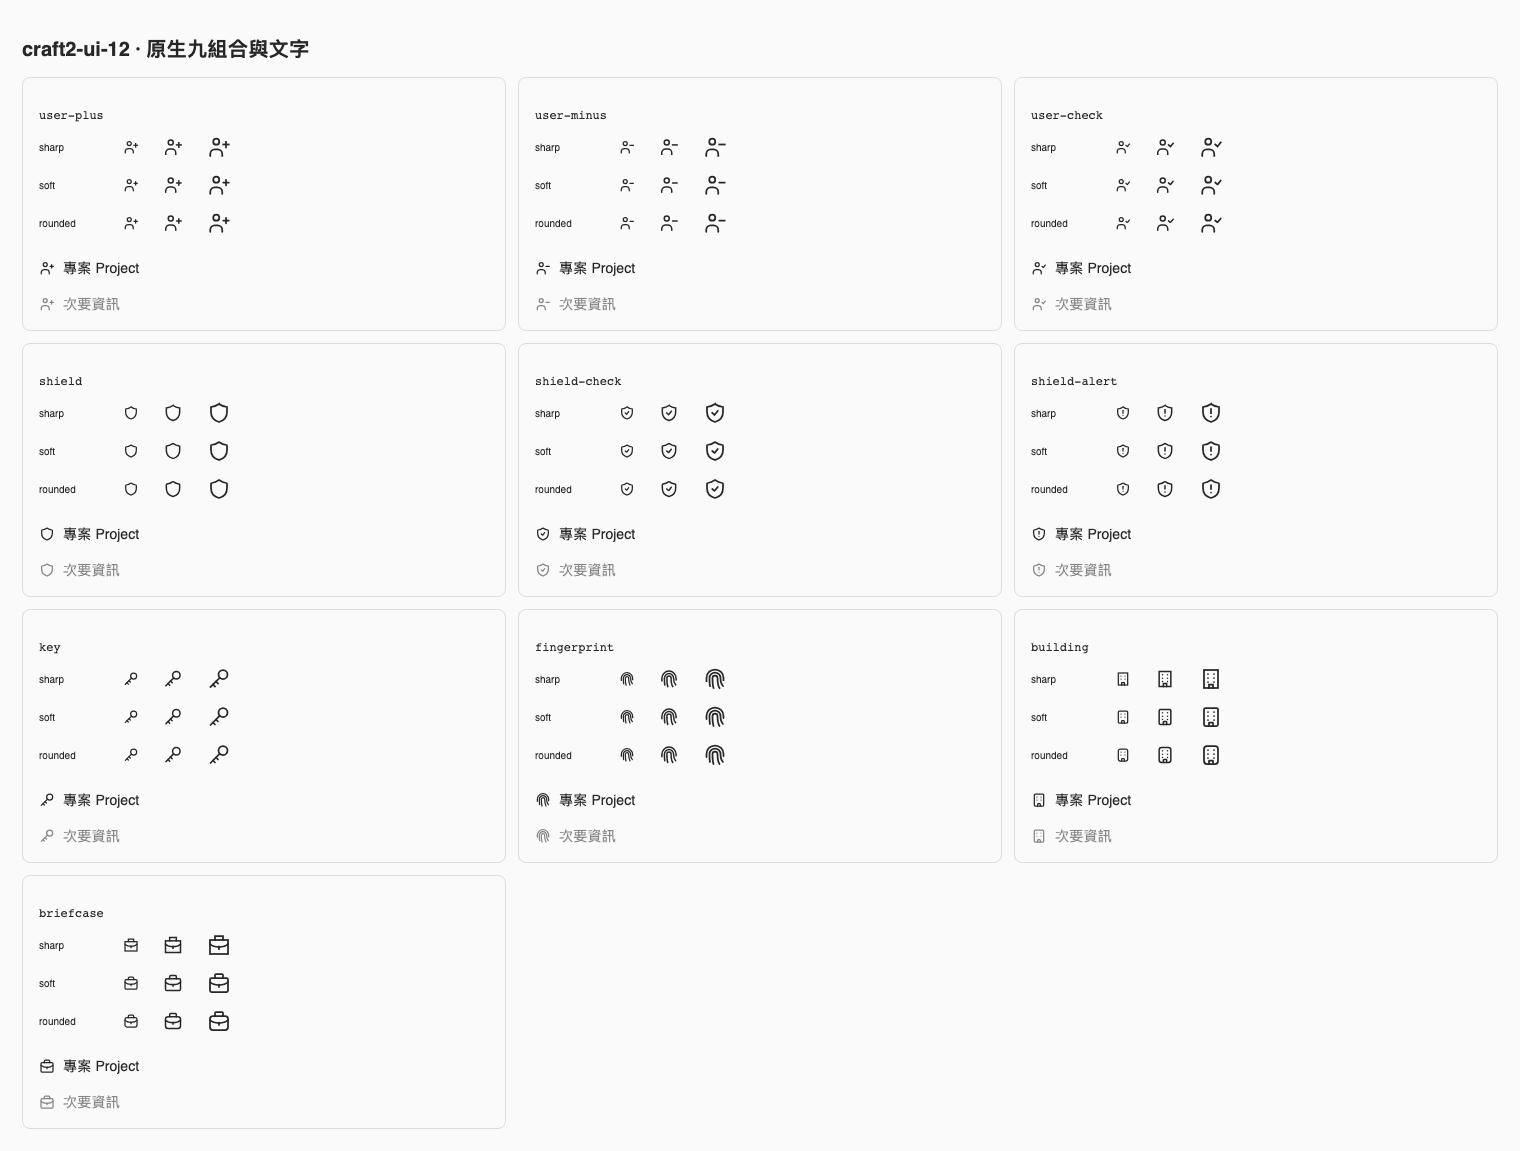 craft2-ui-12 · 原生九組合與文字
user-plus
sharp
soft
rounded
專案 Project
次要資訊
user-minus
sharp
soft
rounded
專案 Project
次要資訊
user-check
sharp
soft
rounded
專案 Project
次要資訊
shield
sharp
soft
rounded
專案 Project
次要資訊
shield-check
sharp
soft
rounded
專案 Project
次要資訊
shield-alert
sharp
soft
rounded
專案 Project
次要資訊
key
sharp
soft
rounded
專案 Project
次要資訊
fingerprint
sharp
soft
rounded
專案 Project
次要資訊
building
sharp
soft
rounded
專案 Project
次要資訊
briefcase
sharp
soft
rounded
專案 Project
次要資訊